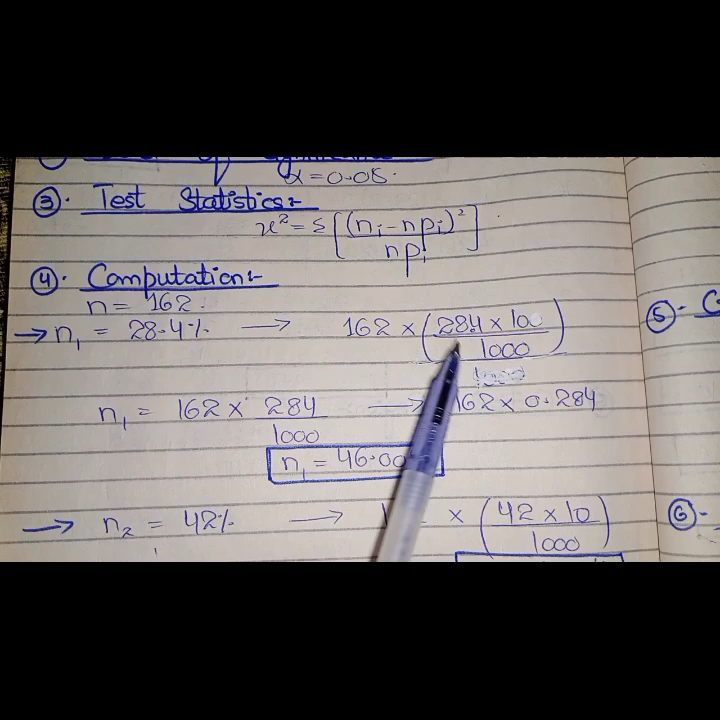 α = 0.05.
③. Test Statistics:-
x² = Σ [(nᵢ - npᵢ)² / npᵢ]
④. Computation:-
n = 162.
→ n₁ = 28.4% → 162 × (28.4 × 10 / 1000)
n₁ = 162 × 284 / 1000 → 162 × 0.284
n₁ = 46.00
→ n₂ = 42% → × (42 × 10 / 1000)
⑤.
⑥.